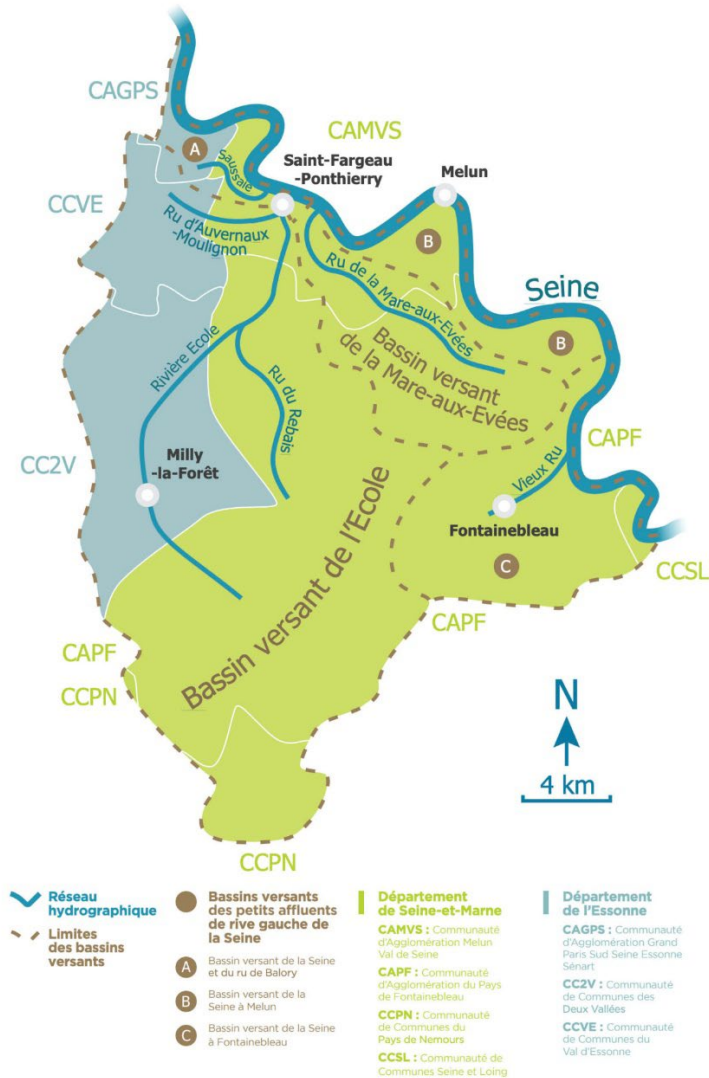 CAGPS
CAMVS
A
Saussaie
Saint-Fargeau
-Ponthierry
Melun
CCVE
Ru d'Auvernaux
-Moulignon
B
Ru de la Mare-aux-Evées
Seine
B
Rivière Ecole
Bassin versant
de la Mare-aux-Evées
Ru du Rebais
CAPF
CC2V
Milly
-la-Forêt
Vieux Ru
Fontainebleau
Bassin versant de l'Ecole
C
CCSL
CAPF
CAPF
CCPN
N
4 km
CCPN
Réseau
hydrographique
Limites
des bassins
versants
Bassins versants
des petits affluents
de rive gauche de
la Seine
A Bassin versant de la Seine
et du ru de Balory
B Bassin versant de la
Seine à Melun
C Bassin versant de la Seine
à Fontainebleau
Département
de Seine-et-Marne
CAMVS : Communauté
d'Agglomération Melun
Val de Seine
CAPF : Communauté
d'Agglomération du Pays
de Fontainebleau
CCPN : Communauté
de Communes du
Pays de Nemours
CCSL : Communauté de
Communes Seine et Loing
Département
de l'Essonne
CAGPS : Communauté
d'Agglomération Grand
Paris Sud Seine Essonne
Sénart
CC2V : Communauté
de Communes des
Deux Vallées
CCVE : Communauté
de Communes du
Val d'Essonne